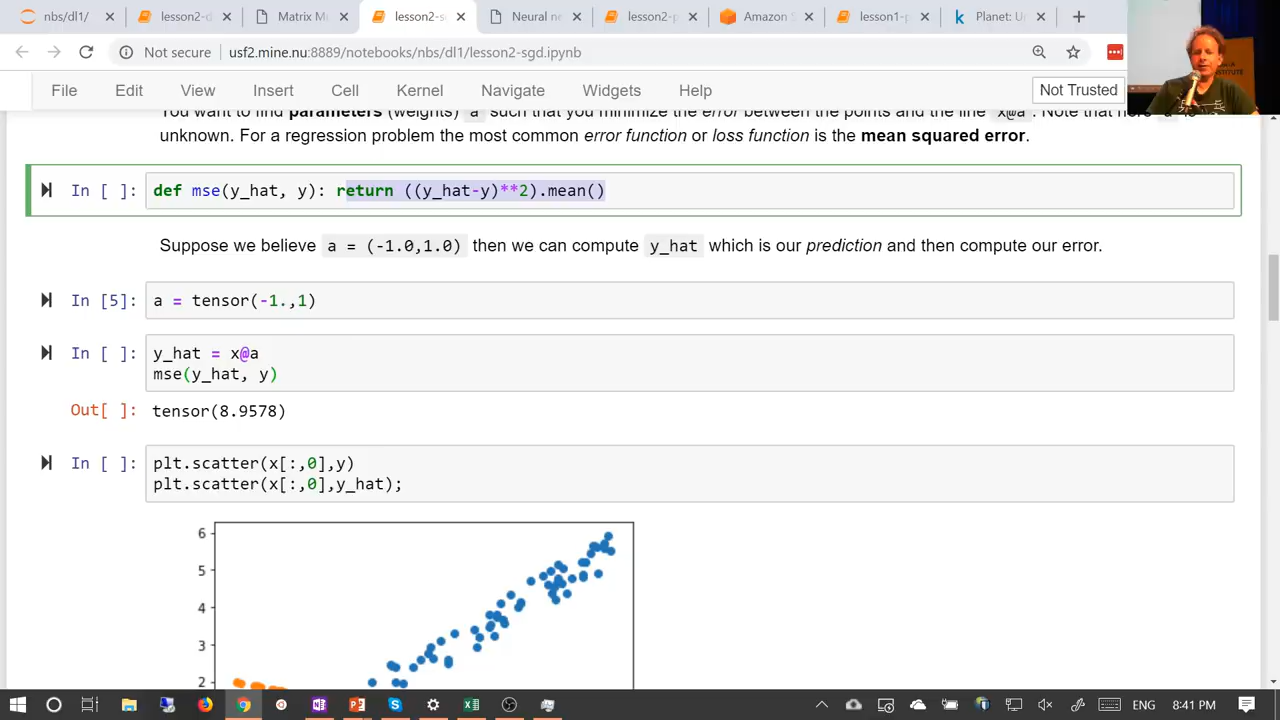 nbs/dl1/
lesson2-d
Matrix Mu
lesson2-s
Neural ne
lesson2-p
Amazon S
lesson1-p
Planet: Un
Not secure
usf2.mine.nu:8889/notebooks/nbs/dl1/lesson2-sgd.ipynb
File Edit View Insert Cell Kernel Navigate Widgets Help
Not Trusted
You want to find parameters (weights) a such that you minimize the error between the points and the line x@a . Note that here a is
unknown. For a regression problem the most common error function or loss function is the mean squared error.
In [ ]: def mse(y_hat, y): return ((y_hat-y)**2).mean()
Suppose we believe a = (-1.0,1.0) then we can compute y_hat which is our prediction and then compute our error.
In [5]: a = tensor(-1.,1)
In [ ]: y_hat = x@a
mse(y_hat, y)
Out[ ]: tensor(8.9578)
In [ ]: plt.scatter(x[:,0],y)
plt.scatter(x[:,0],y_hat);
6
5
4
3
2
ENG 8:41 PM